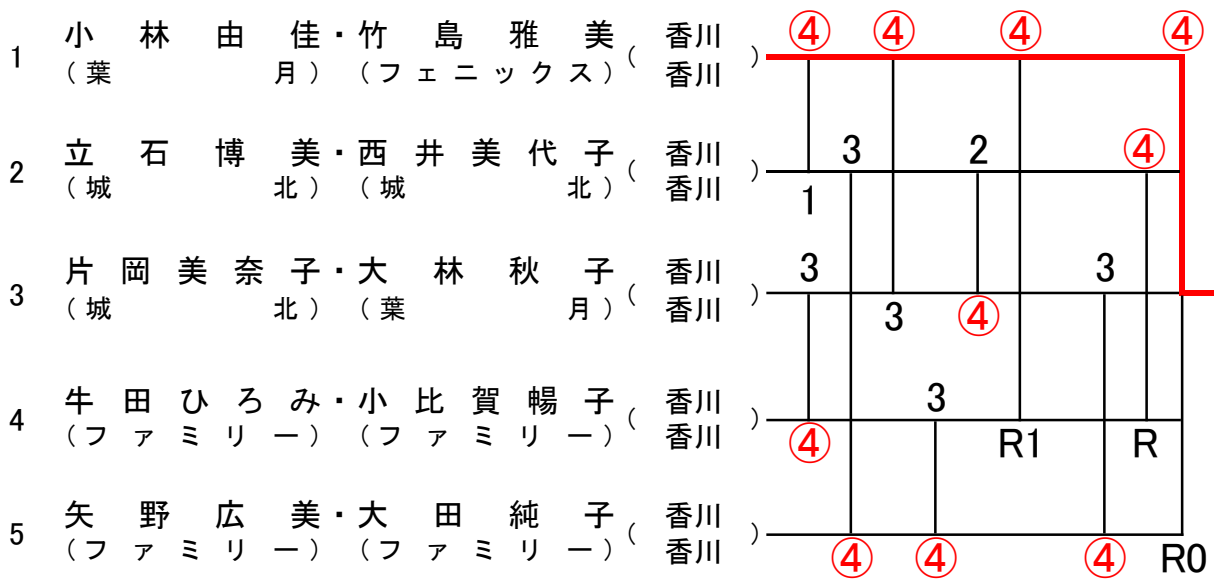 ④ ④ ④ ④
1 小林由佳・竹島雅美 ( 香川
(葉月) (フェニックス) 香川 )
3 2 ④
2 立石博美・西井美代子 ( 香川
(城北) (城北) 香川 )
1
3 3
3 片岡美奈子・大林秋子 ( 香川
(城北) (葉月) 香川 )
3 ④
3
4 牛田ひろみ・小比賀暢子 ( 香川
(ファミリー) (ファミリー) 香川 )
④ R1 R
5 矢野広美・大田純子 ( 香川
(ファミリー) (ファミリー) 香川 )
④ ④ ④ R0